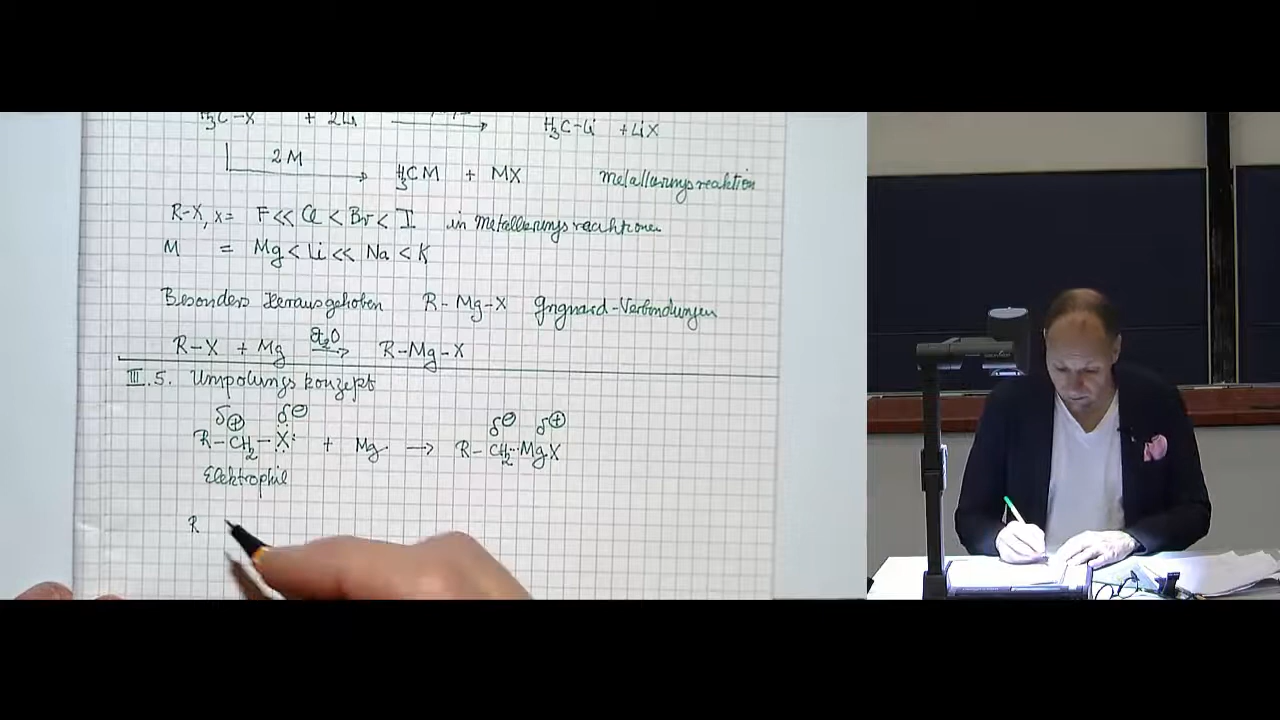 H₃C-X + 2Li ⟶ H₃C-Li + LiX
2 M ⟶ H₃CM + MX Metallierungsreaktion
R-X, X = F << Cl < Br < I in Metallierungsreaktionen
M = Mg < Li << Na < K
Besonders Herausgehoben R-Mg-X Grignard-Verbindungen
R-X + Mg ⟶ R-Mg-X
Et₂O
III.5. Umpolungskonzept
δ⊕ δ⊖ δ⊖ δ⊕
R-CH₂-X + Mg ⟶ R-CH₂··MgX
Elektrophil
R